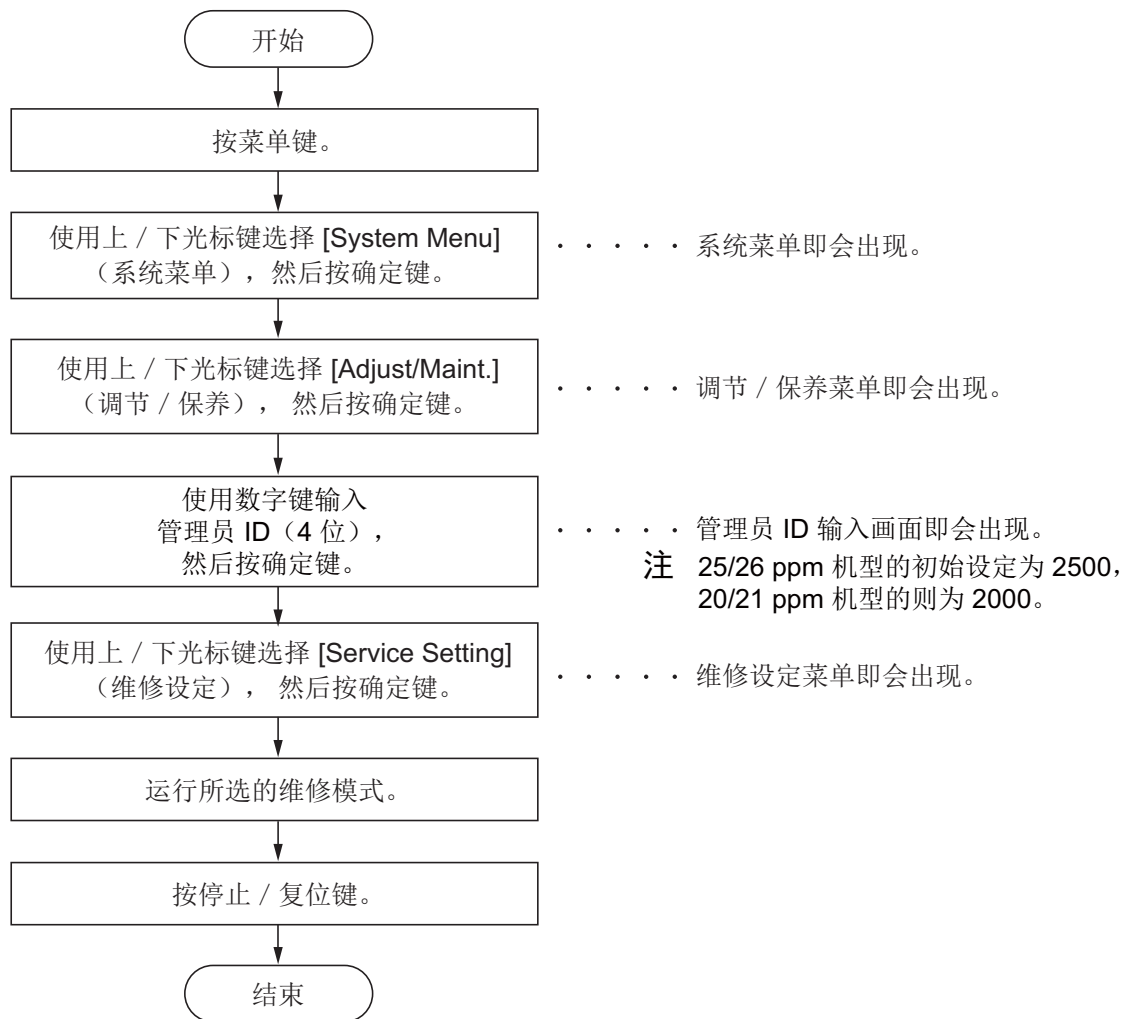 开始
按菜单键。
使用上 / 下光标键选择 [System Menu]
（系统菜单），然后按确定键。
· · · · · 系统菜单即会出现。
使用上 / 下光标键选择 [Adjust/Maint.]
（调节 / 保养）， 然后按确定键。
· · · · · 调节 / 保养菜单即会出现。
使用数字键输入
管理员 ID（4 位），
然后按确定键。
· · · · · 管理员 ID 输入画面即会出现。
注 25/26 ppm 机型的初始设定为 2500，
20/21 ppm 机型的则为 2000。
使用上 / 下光标键选择 [Service Setting]
（维修设定）， 然后按确定键。
· · · · · 维修设定菜单即会出现。
运行所选的维修模式。
按停止 / 复位键。
结束